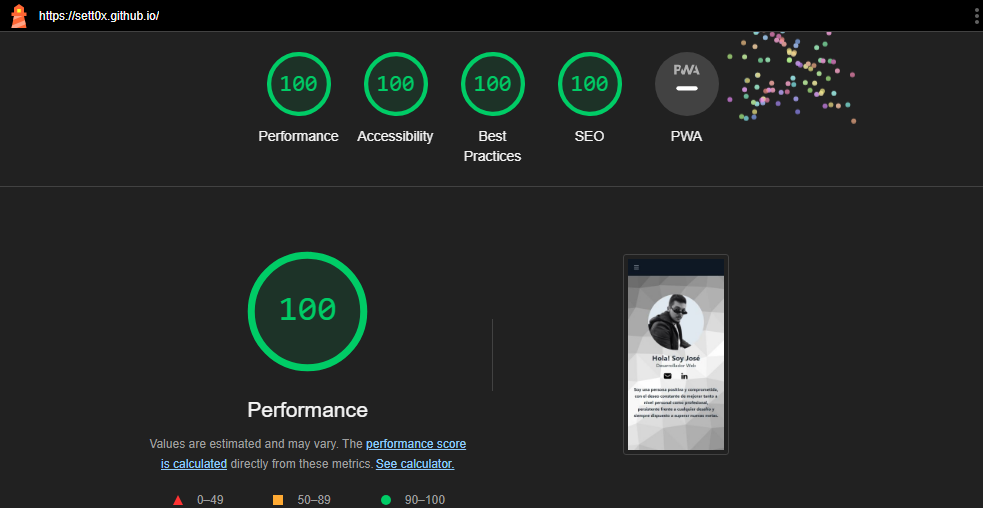 https://sett0x.github.io/
100
100
100
100
PWA
Performance
Accessibility
Best
Practices
SEO
PWA
100
Performance
Values are estimated and may vary. The performance score
is calculated directly from these metrics. See calculator.
0–49
50–89
90–100
Hola! Soy José
Desarrollador Web
Soy una persona positiva y comprometida,
con el deseo constante de mejorar tanto a
nivel personal como profesional,
persistente frente a cualquier desafío y
siempre dispuesto a superar nuevas metas.